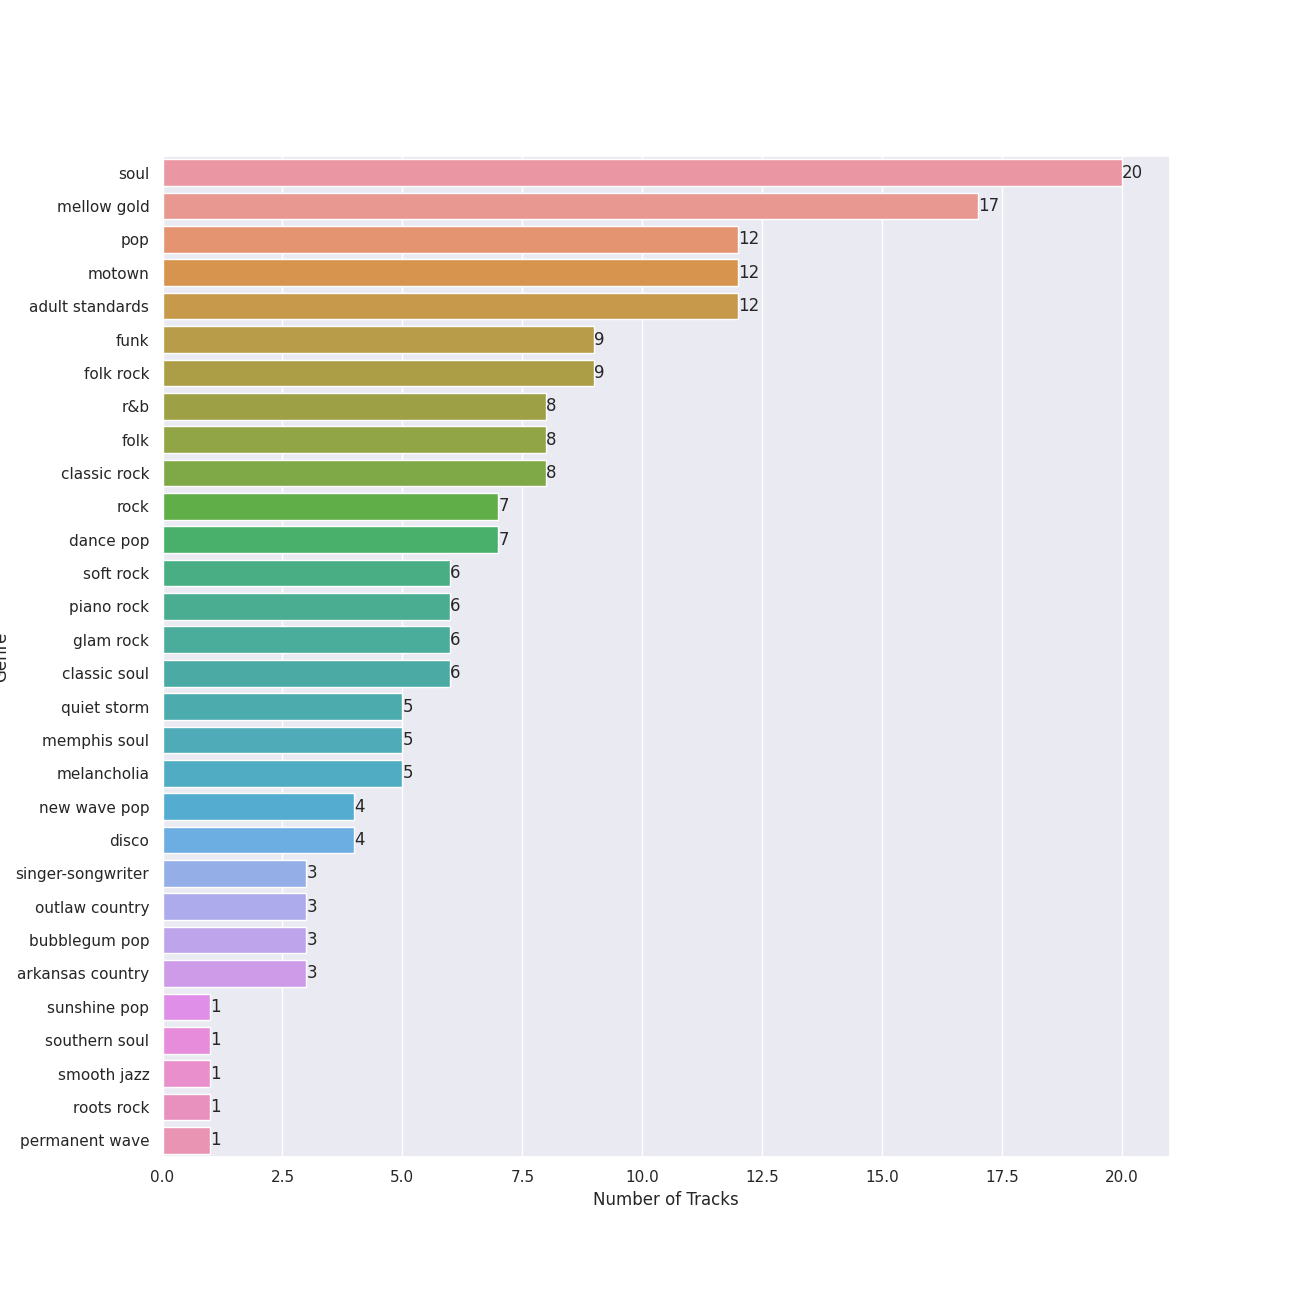 soul 20
mellow gold 17
pop 12
motown 12
adult standards 12
funk 9
folk rock 9
r&b 8
folk 8
classic rock 8
rock 7
dance pop 7
soft rock 6
piano rock 6
glam rock 6
classic soul 6
quiet storm 5
memphis soul 5
melancholia 5
new wave pop 4
disco 4
singer-songwriter 3
outlaw country 3
bubblegum pop 3
arkansas country 3
sunshine pop 1
southern soul 1
smooth jazz 1
roots rock 1
permanent wave 1
0.0 2.5 5.0 7.5 10.0 12.5 15.0 17.5 20.0
Number of Tracks
Genre